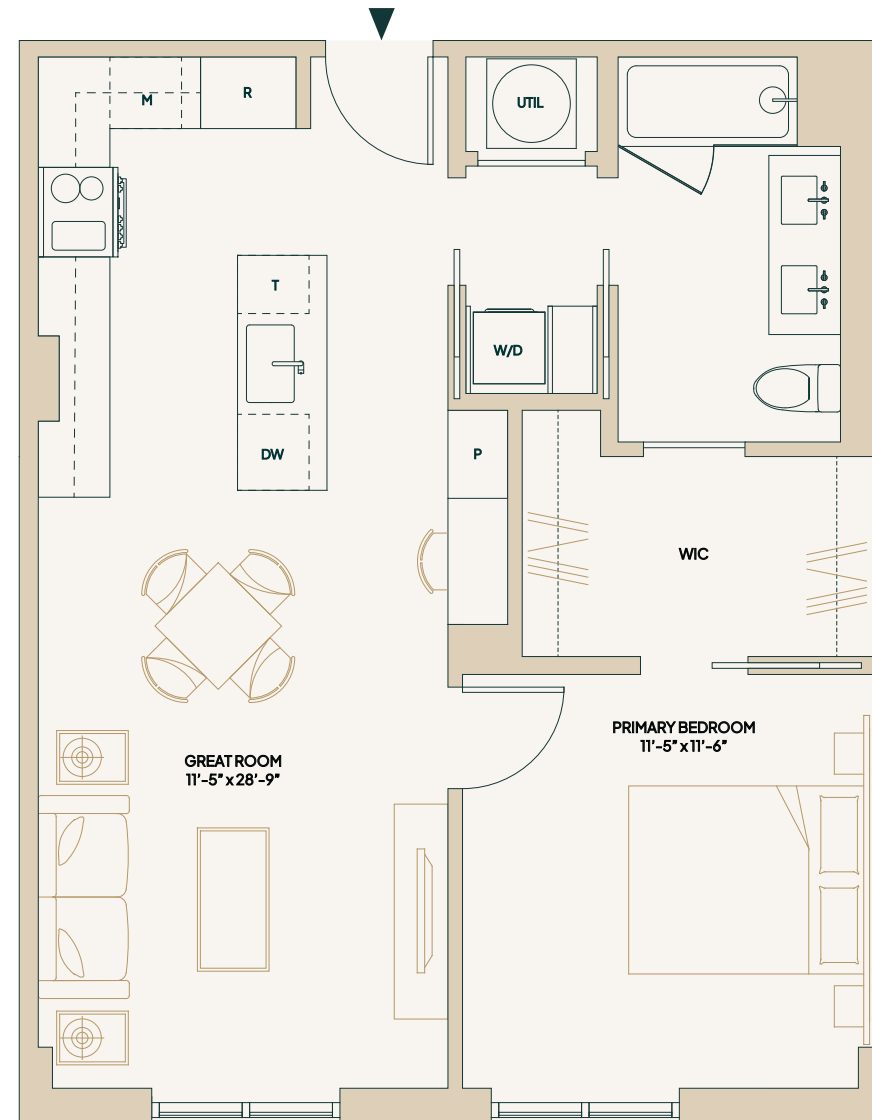 M
R
UTIL
T
W/D
DW
P
WIC
PRIMARY BEDROOM
11'-5" x 11'-6"
GREAT ROOM
11'-5" x 28'-9"